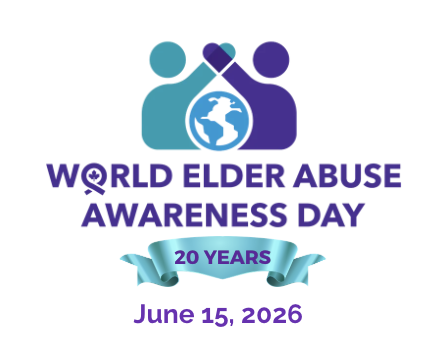 WORLD ELDER ABUSE
AWARENESS DAY
20 YEARS
June 15, 2026